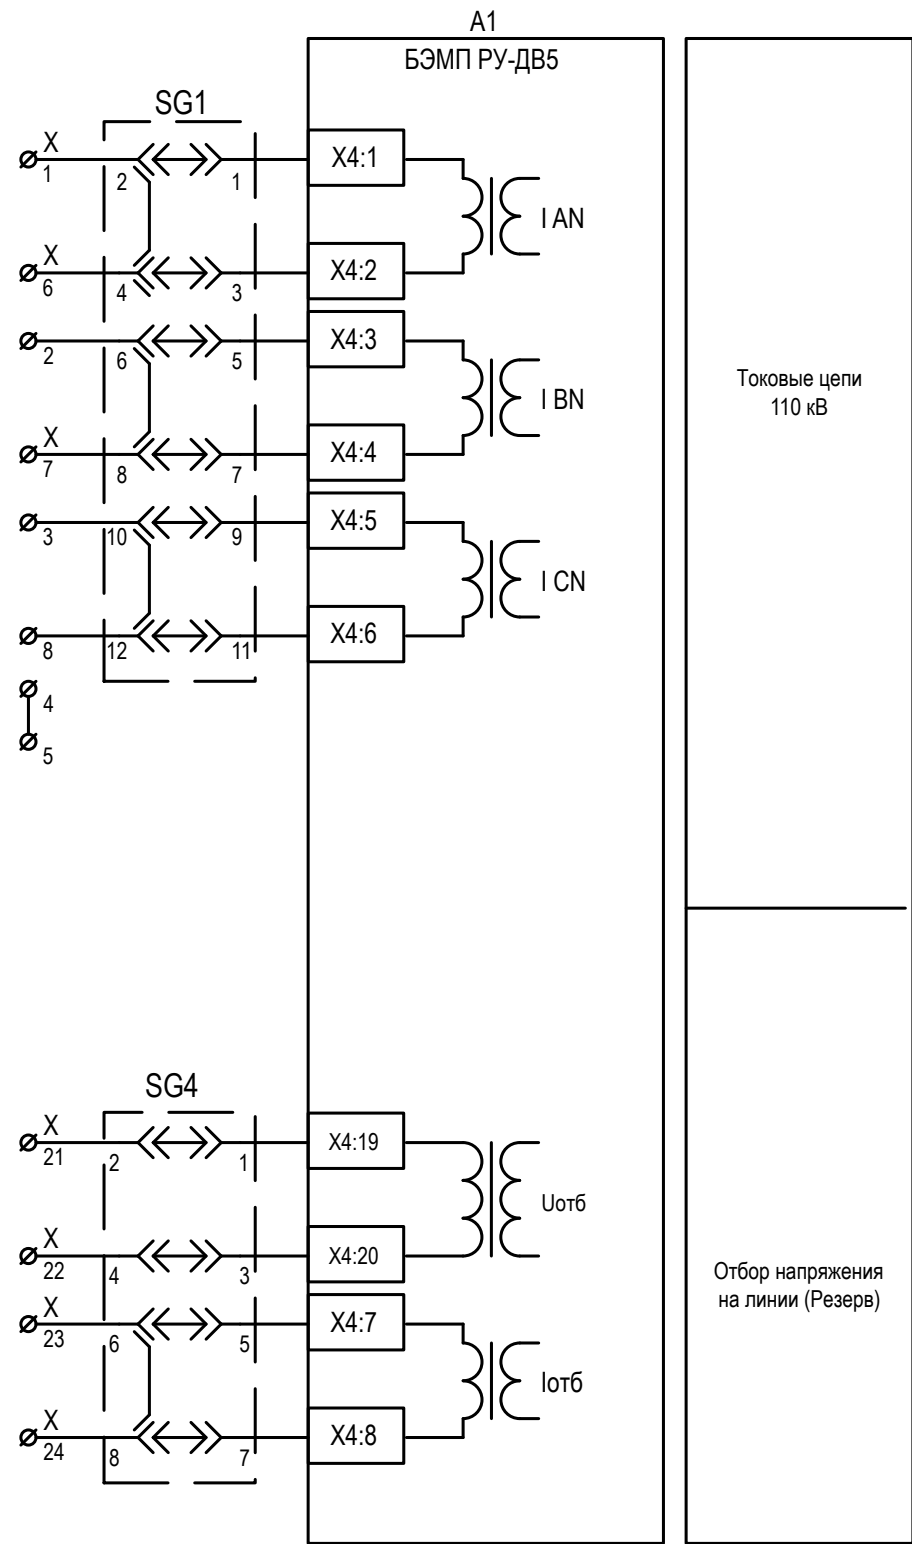 A1
БЭМП РУ-ДВ5
SG1
X
1
2
1
X4:1
I AN
X
6
4
3
X4:2
2
6
5
X4:3
I BN
X
7
8
7
X4:4
3
10
9
X4:5
I CN
8
12
11
X4:6
4
5
Токовые цепи
110 кВ
SG4
X
21
2
1
X4:19
Uотб
X
22
4
3
X4:20
X
23
6
5
X4:7
Iотб
X
24
8
7
X4:8
Отбор напряжения
на линии (Резерв)